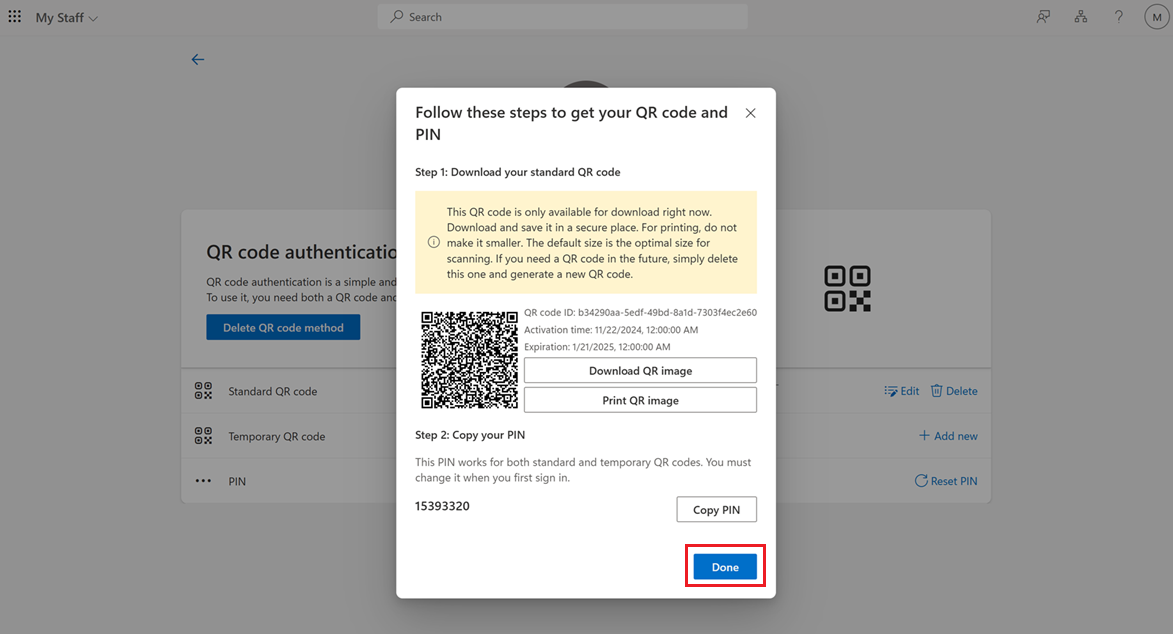 My Staff
Search
?
M
Follow these steps to get your QR code and
PIN
Step 1: Download your standard QR code
This QR code is only available for download right now.
Download and save it in a secure place. For printing, do not
make it smaller. The default size is the optimal size for
scanning. If you need a QR code in the future, simply delete
this one and generate a new QR code.
QR code ID: b34290aa-5edf-49bd-8a1d-7303f4ec2e60
Activation time: 11/22/2024, 12:00:00 AM
Expiration: 1/21/2025, 12:00:00 AM
Download QR image
Print QR image
Step 2: Copy your PIN
This PIN works for both standard and temporary QR codes. You must
change it when you first sign in.
15393320
Copy PIN
Done
QR code authenticatio
QR code authentication is a simple and
To use it, you need both a QR code and
Delete QR code method
Standard QR code
Edit
Delete
Temporary QR code
Add new
PIN
Reset PIN